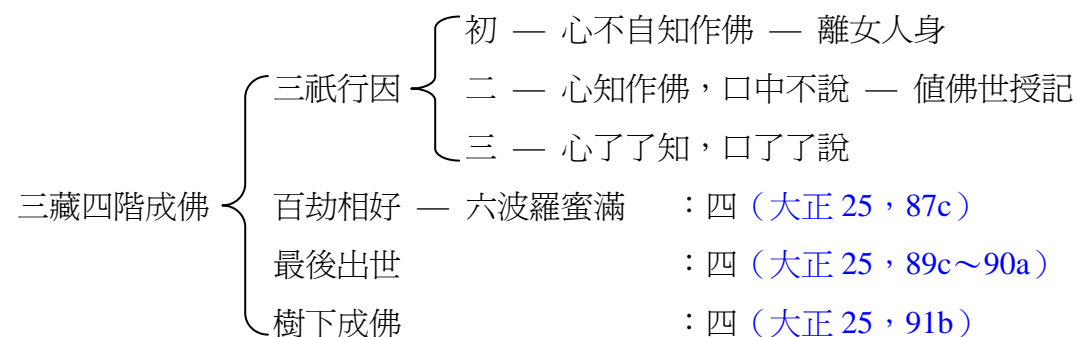 初 — 心不自知作佛 — 離女人身
三祇行因 二 — 心知作佛，口中不說 — 值佛世授記
三 — 心了了知，口了了說
三藏四階成佛 百劫相好 — 六波羅蜜滿 ：四（大正 25，87c）
最後出世 ：四（大正 25，89c～90a）
樹下成佛 ：四（大正 25，91b）